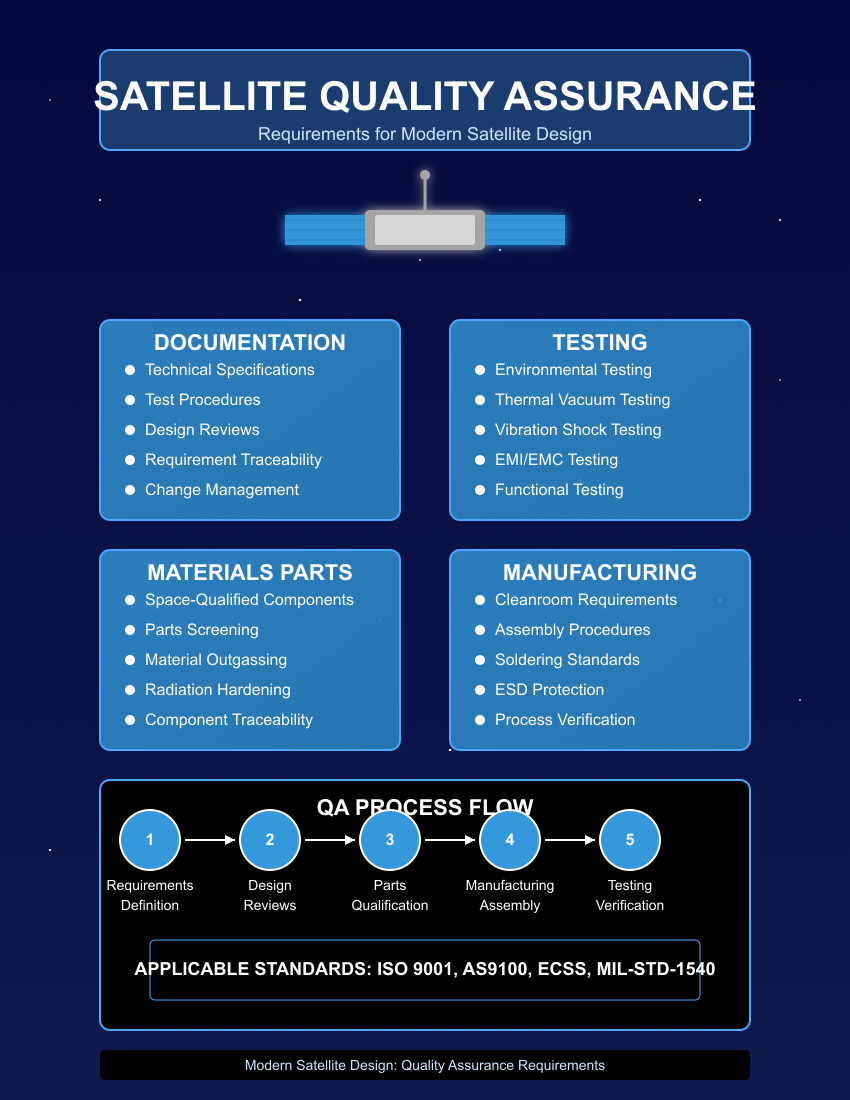 SATELLITE QUALITY ASSURANCE
Requirements for Modern Satellite Design
DOCUMENTATION
Technical Specifications
Test Procedures
Design Reviews
Requirement Traceability
Change Management
TESTING
Environmental Testing
Thermal Vacuum Testing
Vibration Shock Testing
EMI/EMC Testing
Functional Testing
MATERIALS PARTS
Space-Qualified Components
Parts Screening
Material Outgassing
Radiation Hardening
Component Traceability
MANUFACTURING
Cleanroom Requirements
Assembly Procedures
Soldering Standards
ESD Protection
Process Verification
QA PROCESS FLOW
1
Requirements
Definition
2
Design
Reviews
3
Parts
Qualification
4
Manufacturing
Assembly
5
Testing
Verification
APPLICABLE STANDARDS: ISO 9001, AS9100, ECSS, MIL-STD-1540
Modern Satellite Design: Quality Assurance Requirements